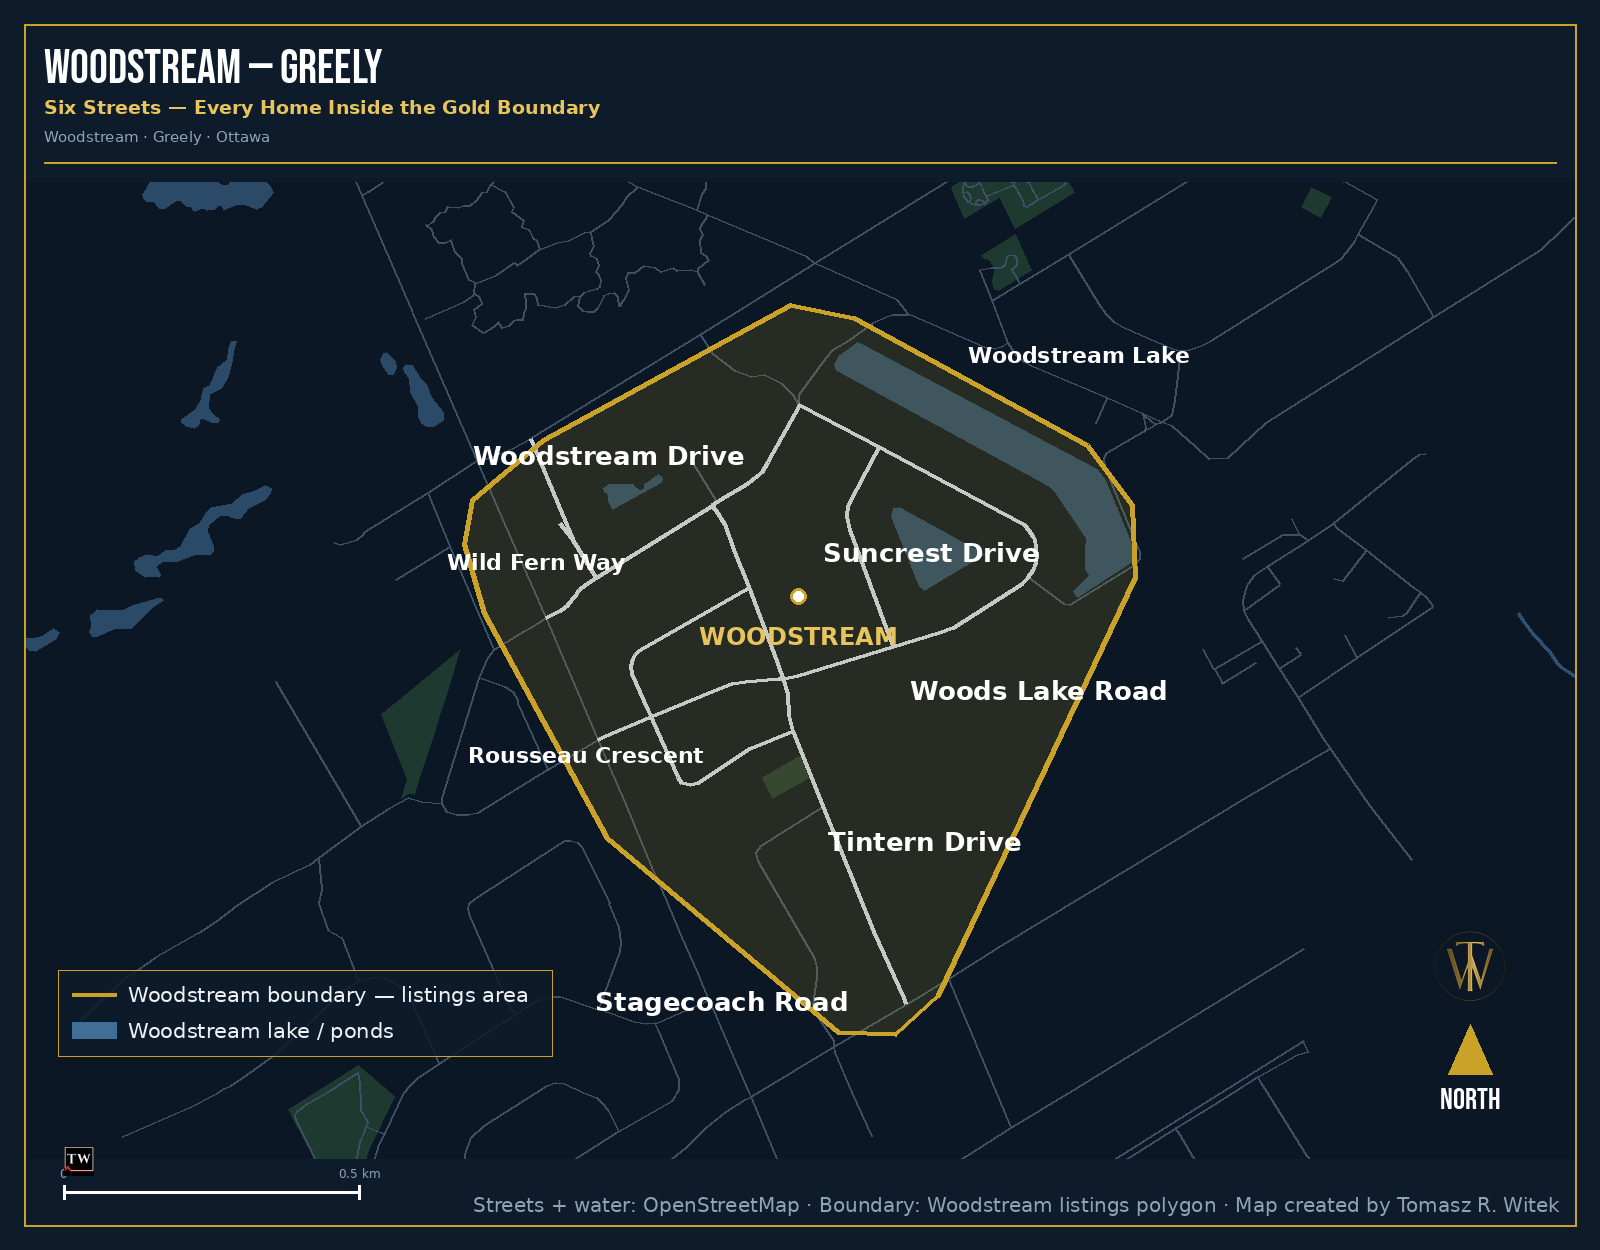 WOODSTREAM — GREELY
Six Streets — Every Home Inside the Gold Boundary
Woodstream · Greely · Ottawa
Woodstream Lake
Woodstream Drive
Suncrest Drive
Wild Fern Way
WOODSTREAM
Woods Lake Road
Rousseau Crescent
Tintern Drive
Stagecoach Road
Woodstream boundary — listings area
Woodstream lake / ponds
TW
NORTH
TW
0
0.5 km
Streets + water: OpenStreetMap · Boundary: Woodstream listings polygon · Map created by Tomasz R. Witek